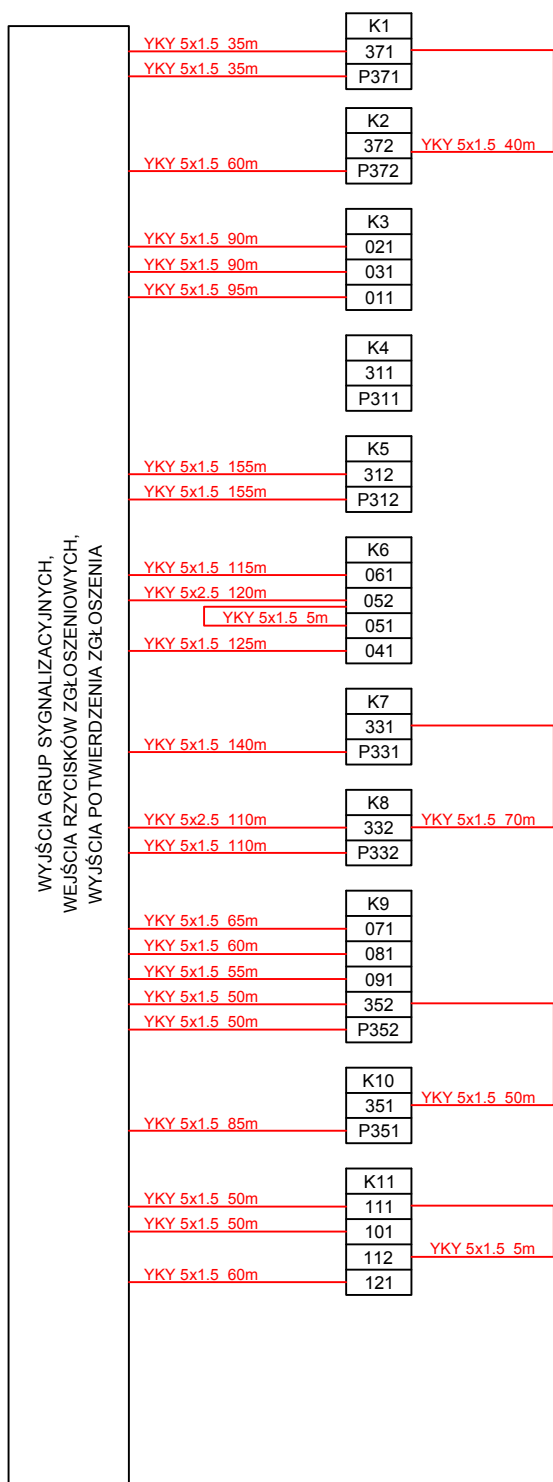 WYJŚCIA GRUP SYGNALIZACYJNYCH,
WEJŚCIA RZYCISKÓW ZGŁOSZENIOWYCH,
WYJŚCIA POTWIERDZENIA ZGŁOSZENIA
K1
YKY 5x1.5 35m
371
YKY 5x1.5 35m
P371
K2
372
YKY 5x1.5 40m
YKY 5x1.5 60m
P372
K3
YKY 5x1.5 90m
021
YKY 5x1.5 90m
031
YKY 5x1.5 95m
011
K4
311
P311
K5
YKY 5x1.5 155m
312
YKY 5x1.5 155m
P312
K6
YKY 5x1.5 115m
061
YKY 5x2.5 120m
052
YKY 5x1.5 5m
051
YKY 5x1.5 125m
041
K7
331
YKY 5x1.5 140m
P331
K8
YKY 5x2.5 110m
332
YKY 5x1.5 70m
YKY 5x1.5 110m
P332
K9
YKY 5x1.5 65m
071
YKY 5x1.5 60m
081
YKY 5x1.5 55m
091
YKY 5x1.5 50m
352
YKY 5x1.5 50m
P352
K10
351
YKY 5x1.5 50m
YKY 5x1.5 85m
P351
K11
YKY 5x1.5 50m
111
YKY 5x1.5 50m
101
112
YKY 5x1.5 5m
YKY 5x1.5 60m
121